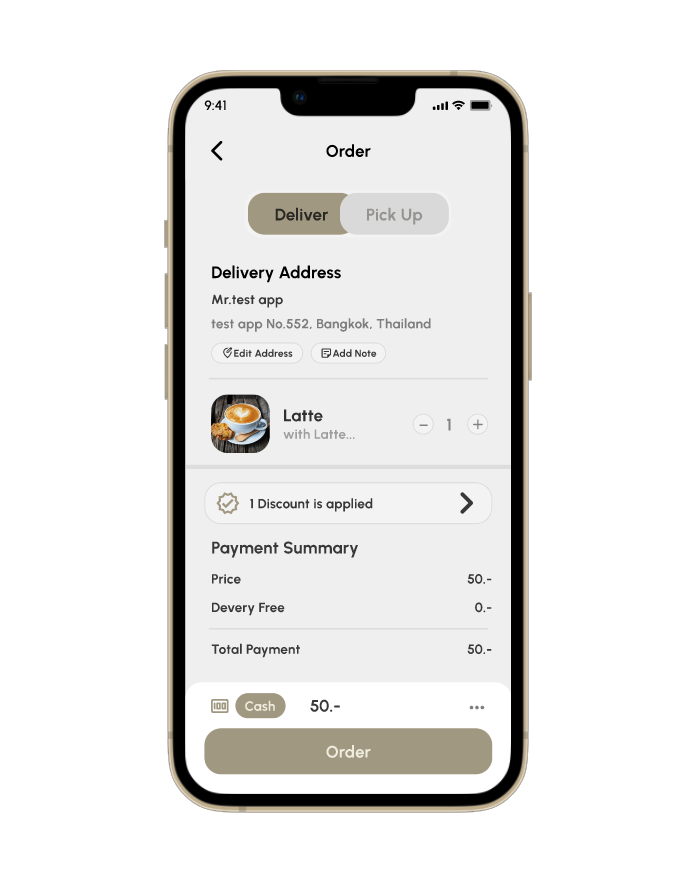 9:41
Order
Deliver
Pick Up
Delivery Address
Mr.test app
test app No.552, Bangkok, Thailand
Edit Address
Add Note
Latte
with Latte...
− 1 +
1 Discount is applied
Payment Summary
Price 50.-
Devery Free 0.-
Total Payment 50.-
100 Cash 50.- •••
Order